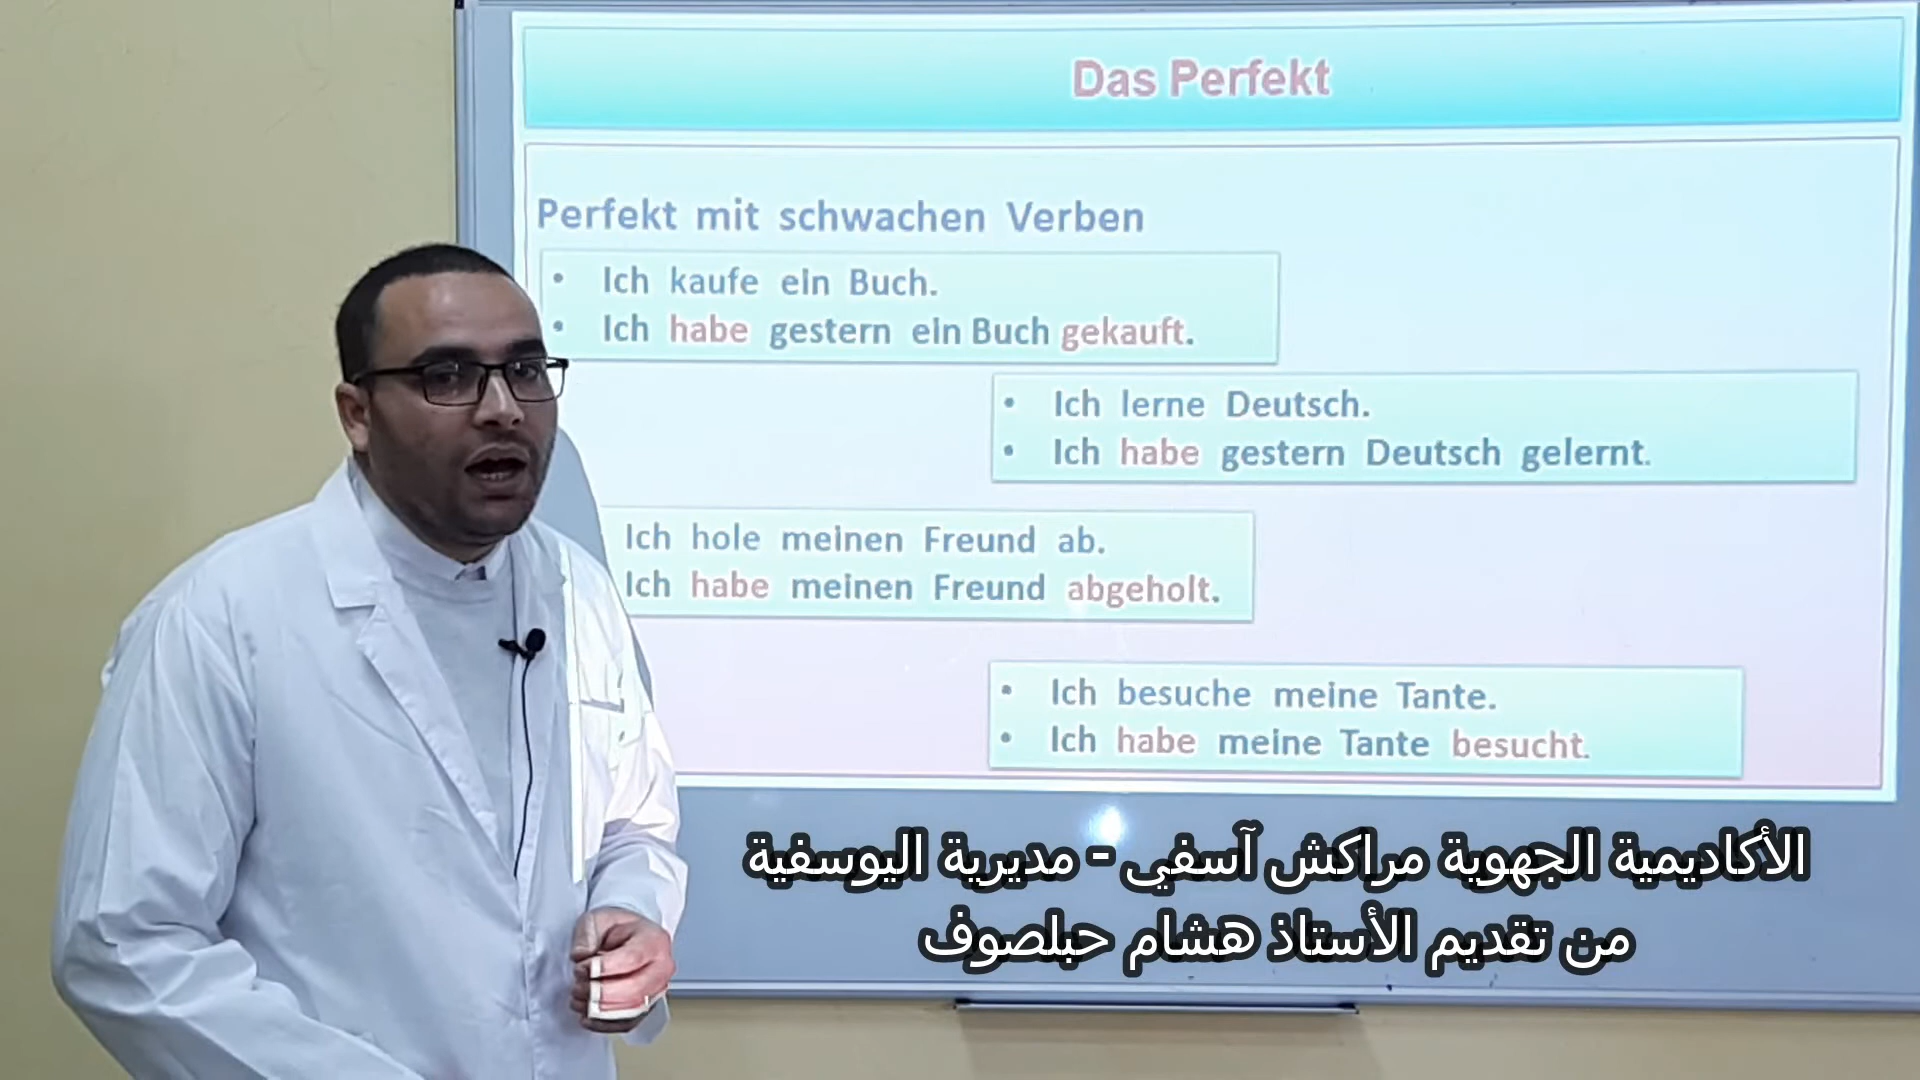 Das Perfekt
Perfekt mit schwachen Verben
• Ich kaufe ein Buch.
• Ich habe gestern ein Buch gekauft.
• Ich lerne Deutsch.
• Ich habe gestern Deutsch gelernt.
Ich hole meinen Freund ab.
Ich habe meinen Freund abgeholt.
• Ich besuche meine Tante.
• Ich habe meine Tante besucht.
الأكاديمية الجهوية مراكش آسفي - مديرية اليوسفية
من تقديم الأستاذ هشام حبلصوف